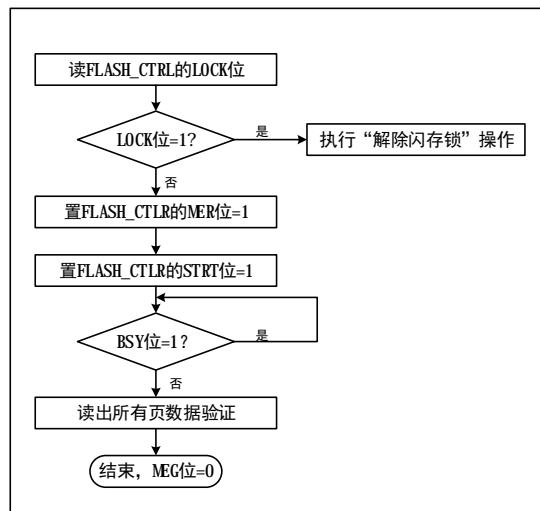 读FLASH_CTRL的LOCK位
LOCK位=1？
是
执行“解除闪存锁”操作
否
置FLASH_CTLR的MER位=1
置FLASH_CTLR的STRT位=1
BSY位=1？
是
否
读出所有页数据验证
结束，MEG位=0